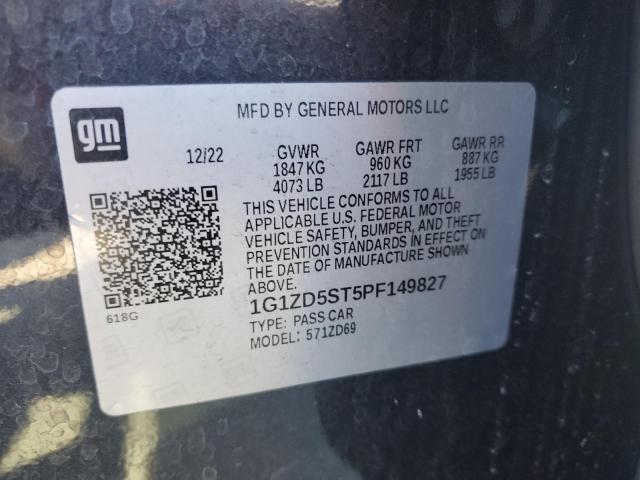 gm
MFD BY GENERAL MOTORS LLC
12/22 GVWR GAWR FRT GAWR RR
1847 KG 960 KG 887 KG
4073 LB 2117 LB 1955 LB
THIS VEHICLE CONFORMS TO ALL
APPLICABLE U.S. FEDERAL MOTOR
VEHICLE SAFETY, BUMPER, AND THEFT
PREVENTION STANDARDS IN EFFECT ON
THE DATE OF MANUFACTURE SHOWN
ABOVE.
1G1ZD5ST5PF149827
TYPE: PASS CAR
MODEL: 571ZD69
618G